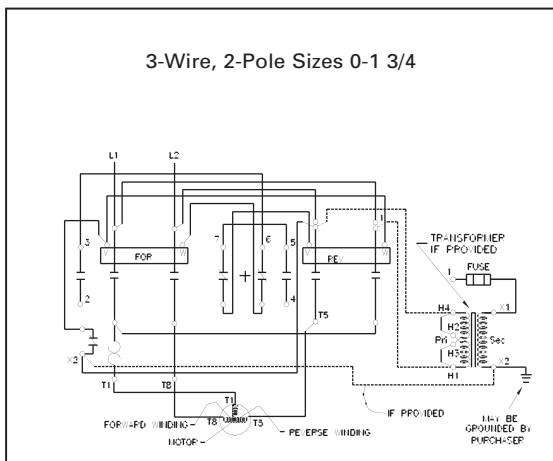 3-Wire, 2-Pole Sizes 0-1 3/4
L1
L2
3
V
FOR
W
7
6
5
V
REV
W
1
2
4
T5
X2
T1
T8
T1
T8
T5
FORWARD WINDING
MOTOR
REVERSE WINDING
TRANSFORMER
IF PROVIDED
1
FUSE
H4
X1
H2
Pri
Sec
H3
H1
X2
IF PROVIDED
MAY BE
GROUNDED BY
PURCHASER